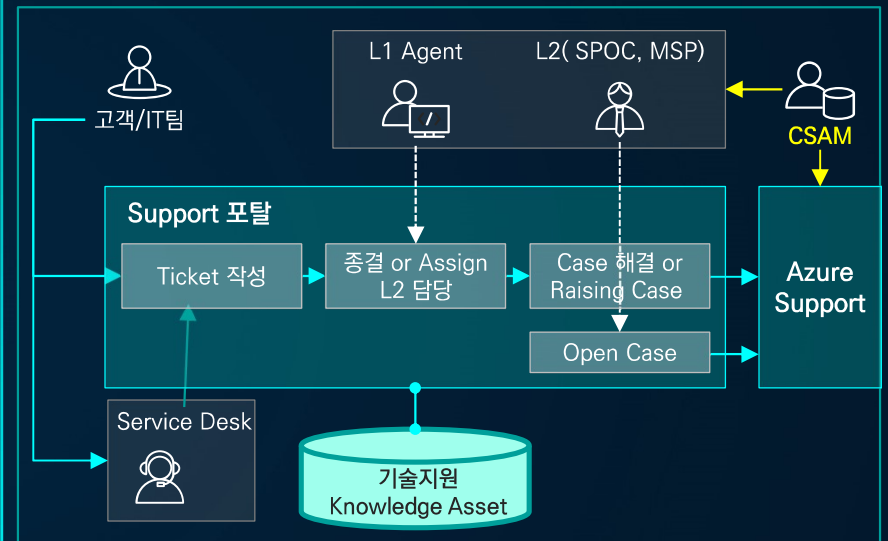 L1 Agent
L2( SPOC, MSP)
고객/IT팀
CSAM
Support 포탈
Ticket 작성
종결 or Assign
L2 담당
Case 해결 or
Raising Case
Open Case
Azure
Support
Service Desk
기술지원
Knowledge Asset